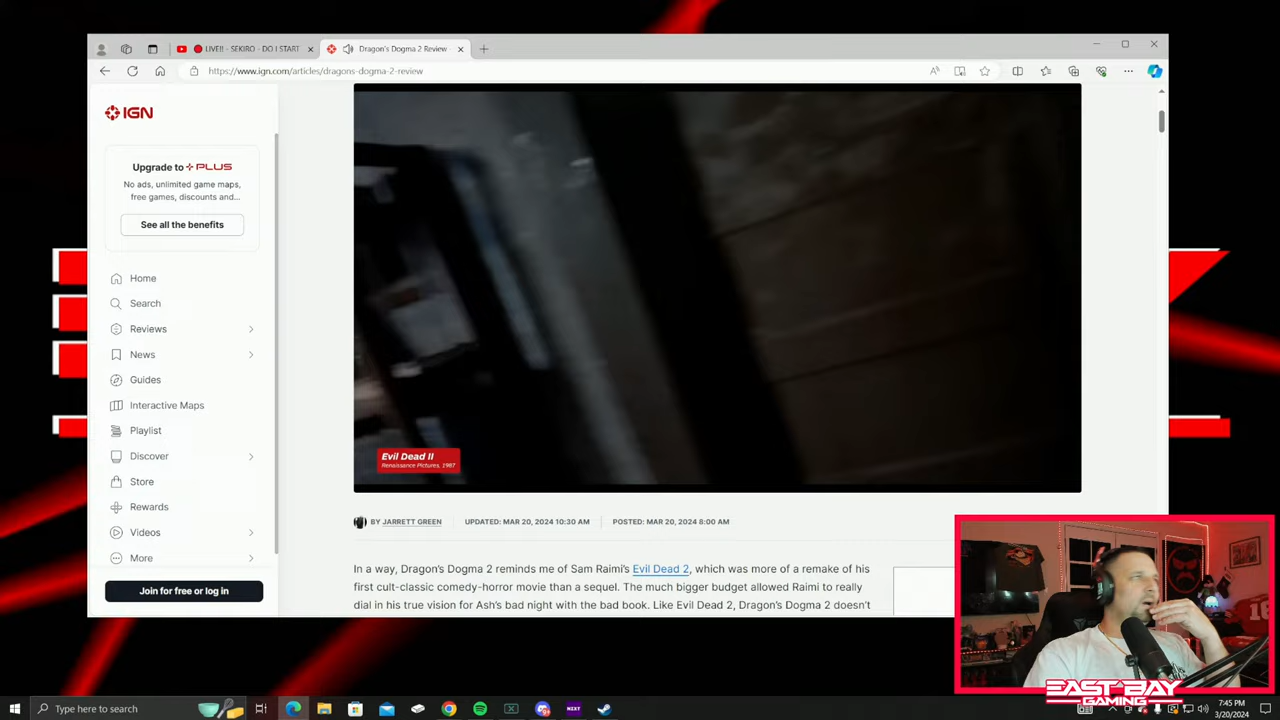 LIVE!! - SEKIRO - DO I START
Dragon's Dogma 2 Review
https://www.ign.com/articles/dragons-dogma-2-review
IGN
Upgrade to PLUS
No ads, unlimited game maps,
free games, discounts and...
See all the benefits
Home
Search
Reviews
News
Guides
Interactive Maps
Playlist
Discover
Store
Rewards
Videos
More
Join for free or log in
Evil Dead II
Renaissance Pictures, 1987
BY JARRETT GREEN
UPDATED: MAR 20, 2024 10:30 AM
POSTED: MAR 20, 2024 8:00 AM
In a way, Dragon's Dogma 2 reminds me of Sam Raimi's Evil Dead 2, which was more of a remake of his
first cult-classic comedy-horror movie than a sequel. The much bigger budget allowed Raimi to really
dial in his true vision for Ash's bad night with the bad book. Like Evil Dead 2, Dragon's Dogma 2 doesn't
EAST BAY
GAMING
Type here to search
NEXT
7:45 PM
3/20/2024